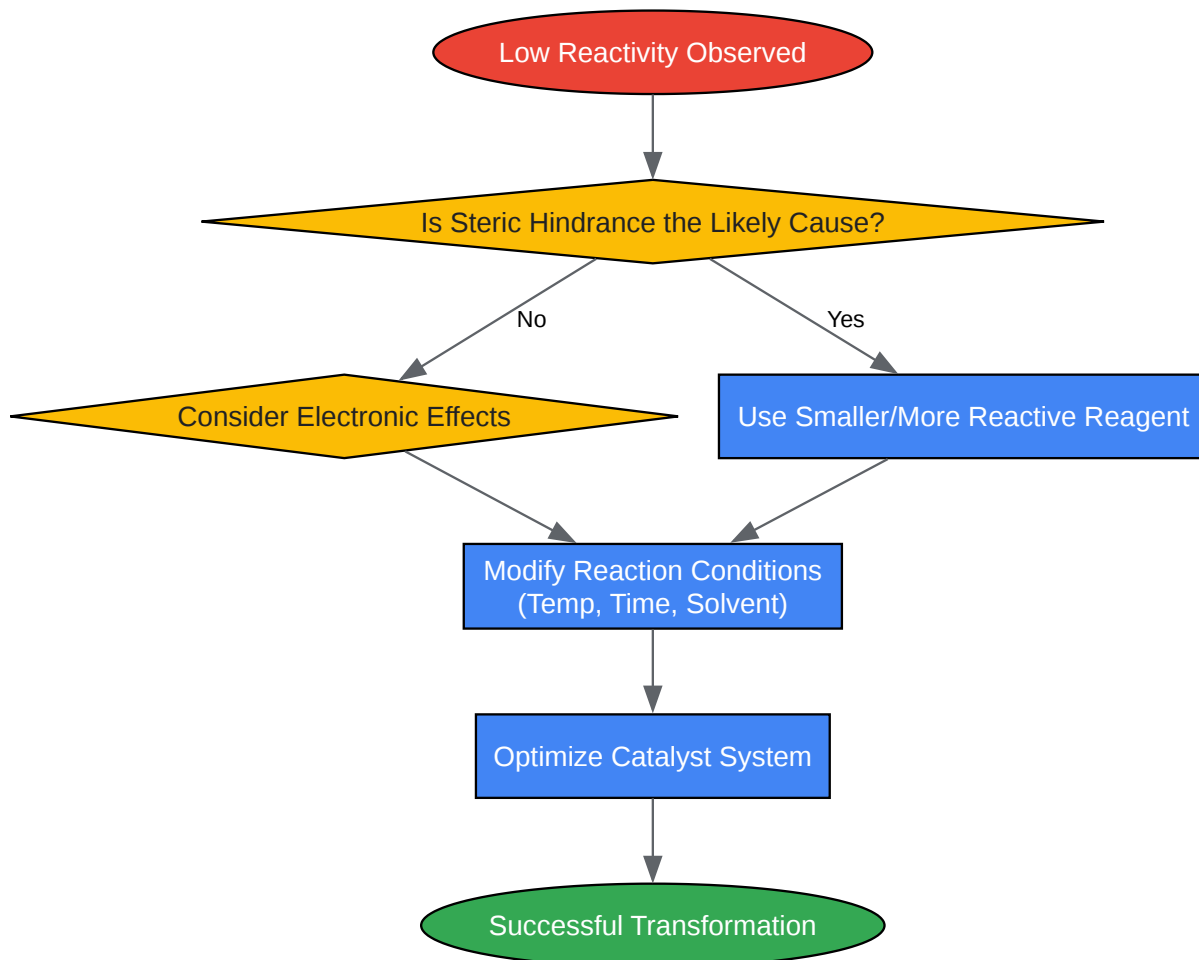 Low Reactivity Observed
Is Steric Hindrance the Likely Cause?
No
Yes
Consider Electronic Effects
Use Smaller/More Reactive Reagent
Modify Reaction Conditions
(Temp, Time, Solvent)
Optimize Catalyst System
Successful Transformation